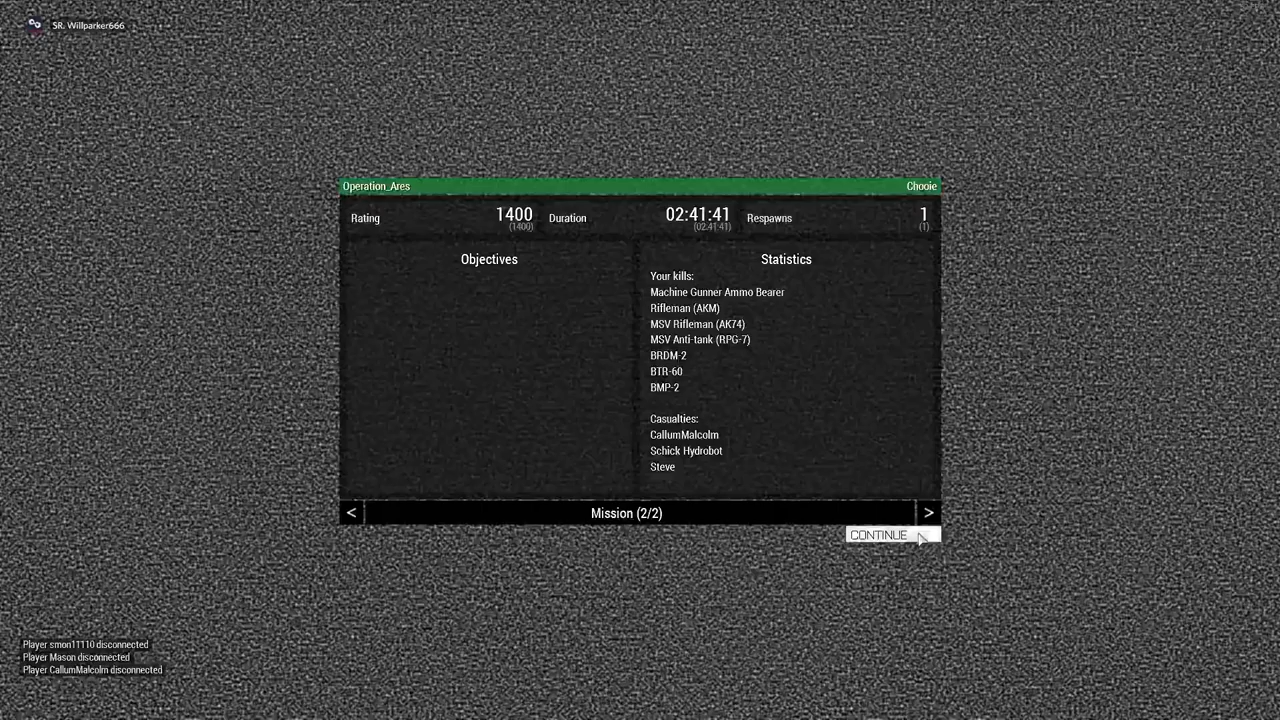 SR. Willparker666
Operation_Ares
Chooie
Rating
1400
(1400)
Duration
02:41:41
(02:41:41)
Respawns
1
(1)
Objectives
Statistics
Your kills:
Machine Gunner Ammo Bearer
Rifleman (AKM)
MSV Rifleman (AK74)
MSV Anti-tank (RPG-7)
BRDM-2
BTR-60
BMP-2
Casualties:
CallumMalcolm
Schick Hydrobot
Steve
< Mission (2/2) >
CONTINUE
Player smon11110 disconnected
Player Mason disconnected
Player CallumMalcolm disconnected